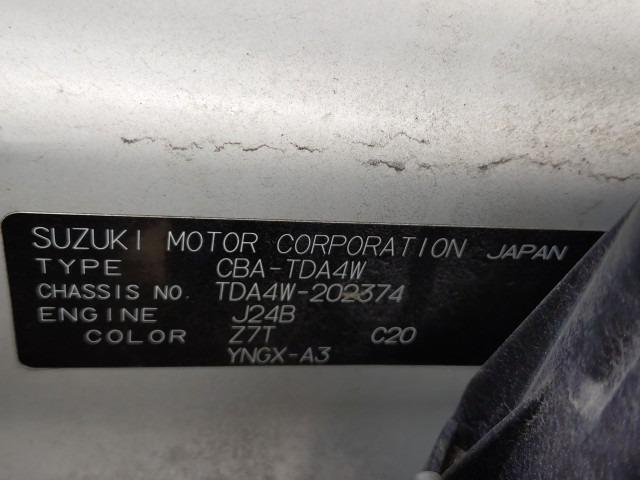 SUZUKI MOTOR CORPORATION JAPAN
TYPE CBA-TDA4W
CHASSIS NO. TDA4W-202374
ENGINE J24B
COLOR Z7T C20
YNGX-A3